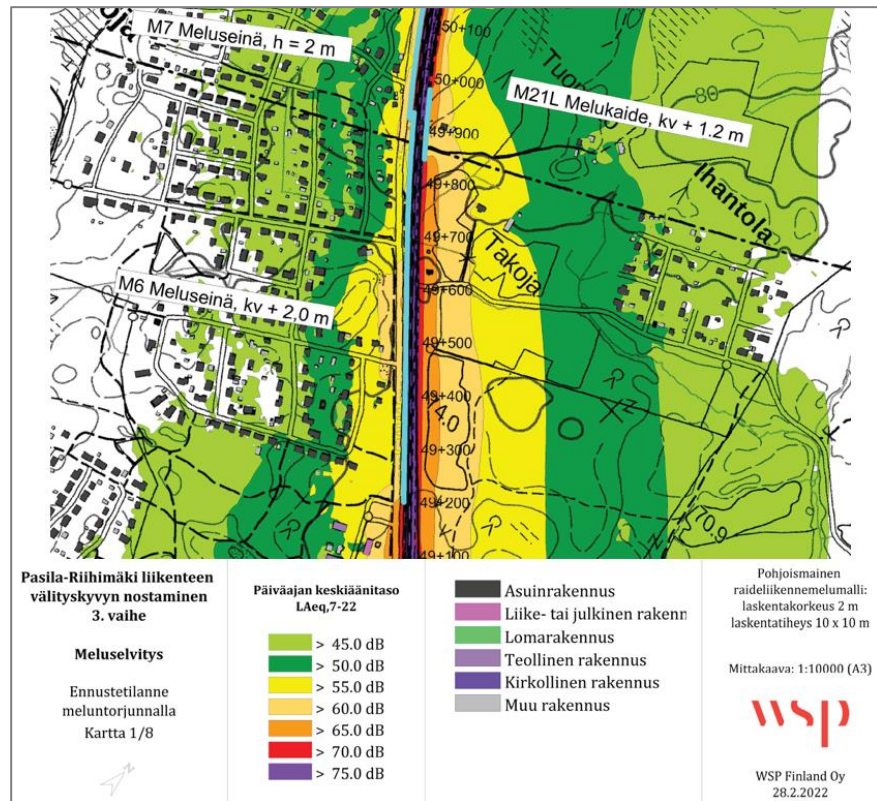 M7 Meluseinä, h = 2 m
M21L Melukaide, kv + 1.2 m
M6 Meluseinä, kv + 2,0 m
Ihantola
Takoja
80
74.0
70.9
50+100
50+000
49+900
49+800
49+700
49+600
49+500
49+400
49+300
49+200
49+100
Pasila-Riihimäki liikenteen
välityskyvyn nostaminen
3. vaihe
Meluselvitys
Ennustetilanne
meluntorjunnalla
Kartta 1/8
N
Päiväajan keskiäänitaso
LAeq,7-22
> 45.0 dB
> 50.0 dB
> 55.0 dB
> 60.0 dB
> 65.0 dB
> 70.0 dB
> 75.0 dB
Asuinrakennus
Liike- tai julkinen rakenn
Lomarakennus
Teollinen rakennus
Kirkollinen rakennus
Muu rakennus
Pohjoismainen
raideliikennemelumalli:
laskentakorkeus 2 m
laskentatiheys 10 x 10 m
Mittakaava: 1:10000 (A3)
wsp
WSP Finland Oy
28.2.2022